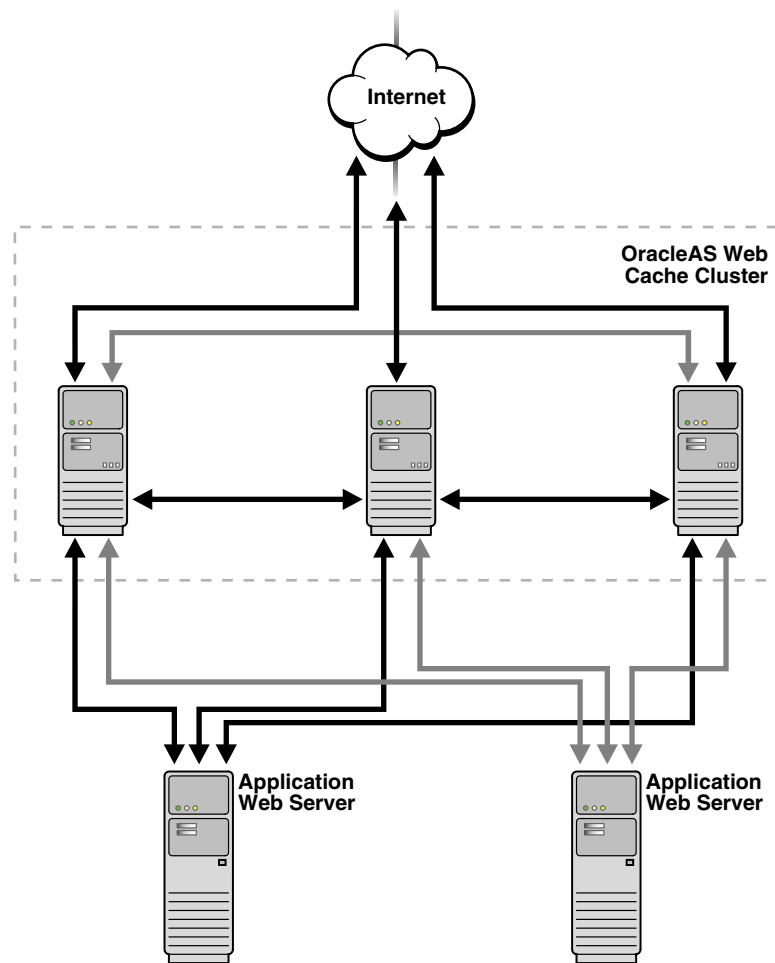 Internet
OracleAS Web
Cache Cluster
Application
Web Server
Application
Web Server